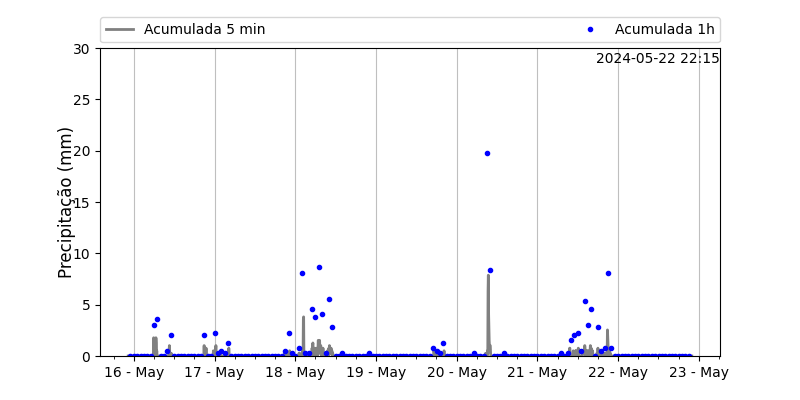 Acumulada 5 min
Acumulada 1h
2024-05-22 22:15
Precipitação (mm)
30
25
20
15
10
5
0
16 - May
17 - May
18 - May
19 - May
20 - May
21 - May
22 - May
23 - May